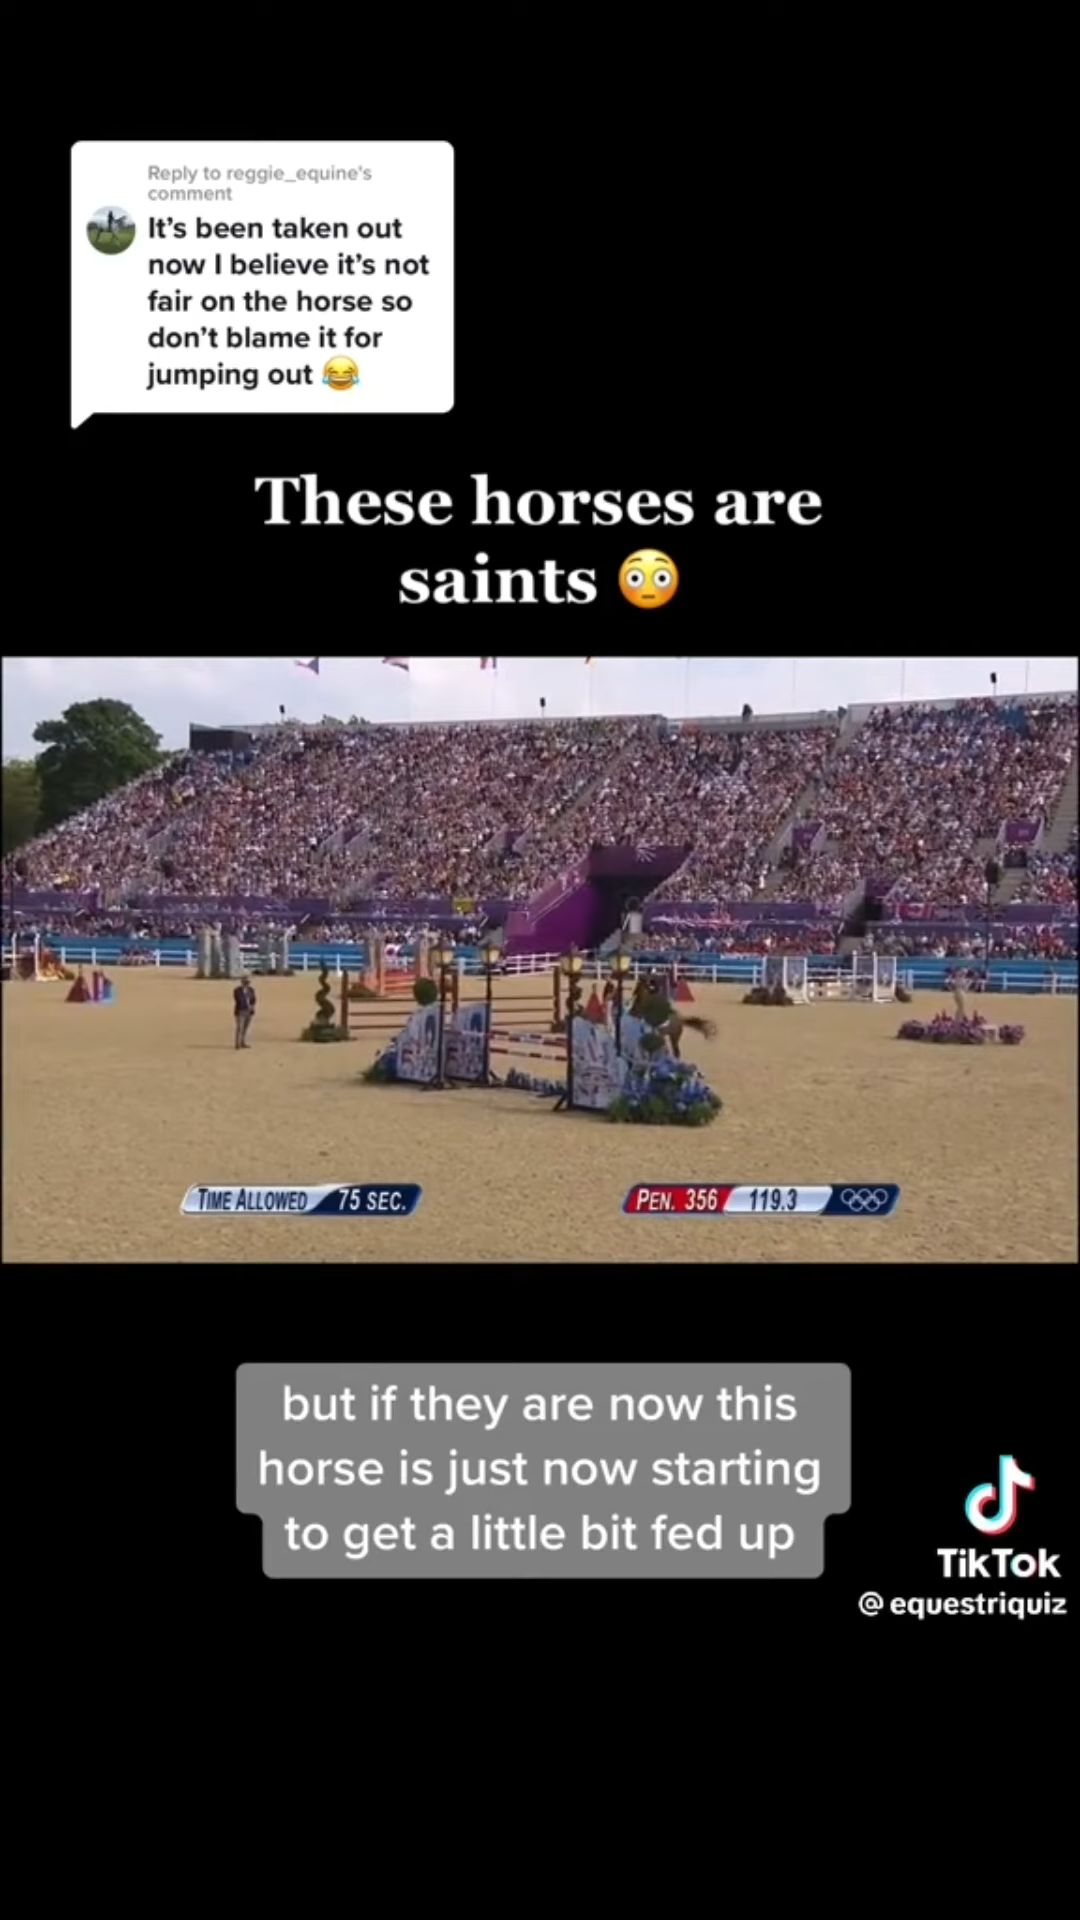 Reply to reggie_equine's
comment
It's been taken out
now I believe it's not
fair on the horse so
don't blame it for
jumping out 😂
These horses are
saints 😳
TIME ALLOWED 75 SEC.
PEN. 356 119.3
but if they are now this
horse is just now starting
to get a little bit fed up
TikTok
@equestriquiz